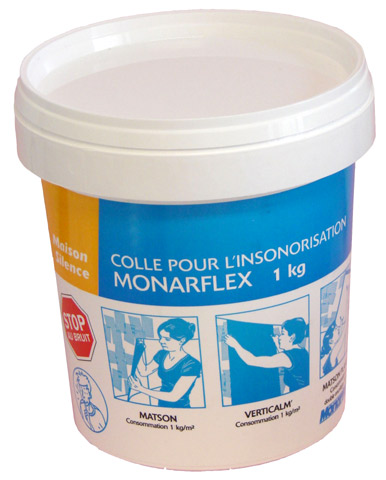 Maison
Silence
COLLE POUR L'INSONORISATION
MONARFLEX 1 kg
STOP
AU BRUIT
MATSON
Consommation 1 kg/m²
VERTICALM'
Consommation 1 kg/m²
MATSON